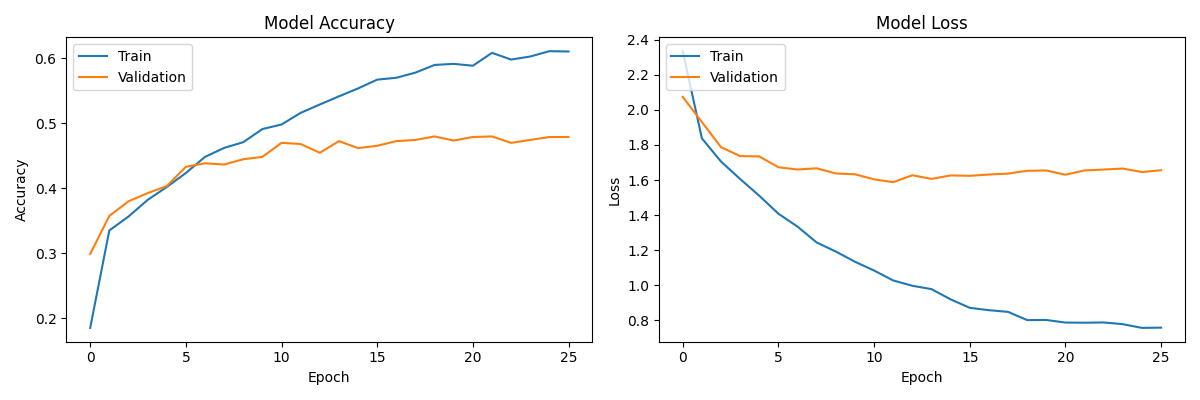 Model Accuracy
Train
Validation
0.6
0.5
0.4
0.3
0.2
Accuracy
0 5 10 15 20 25
Epoch
Model Loss
Train
Validation
2.4
2.2
2.0
1.8
1.6
1.4
1.2
1.0
0.8
Loss
0 5 10 15 20 25
Epoch